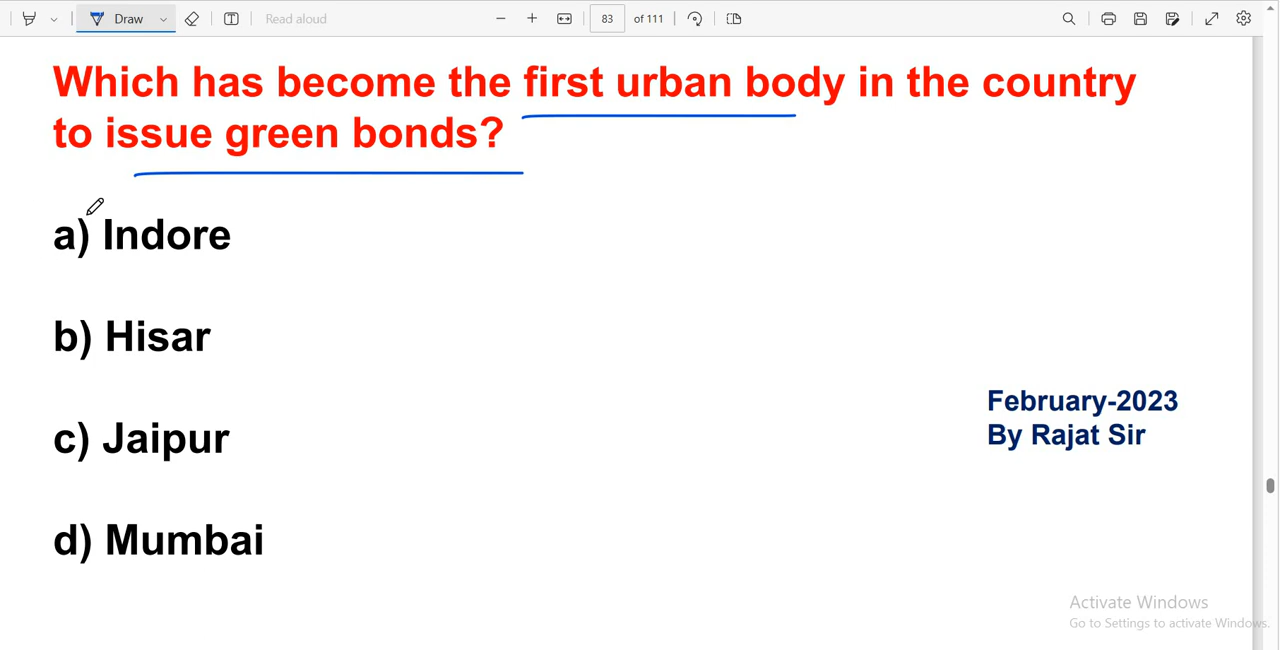 Draw Read aloud 83 of 111
Which has become the first urban body in the country
to issue green bonds?
a) Indore
b) Hisar
c) Jaipur
d) Mumbai
February-2023
By Rajat Sir
Activate Windows
Go to Settings to activate Windows.